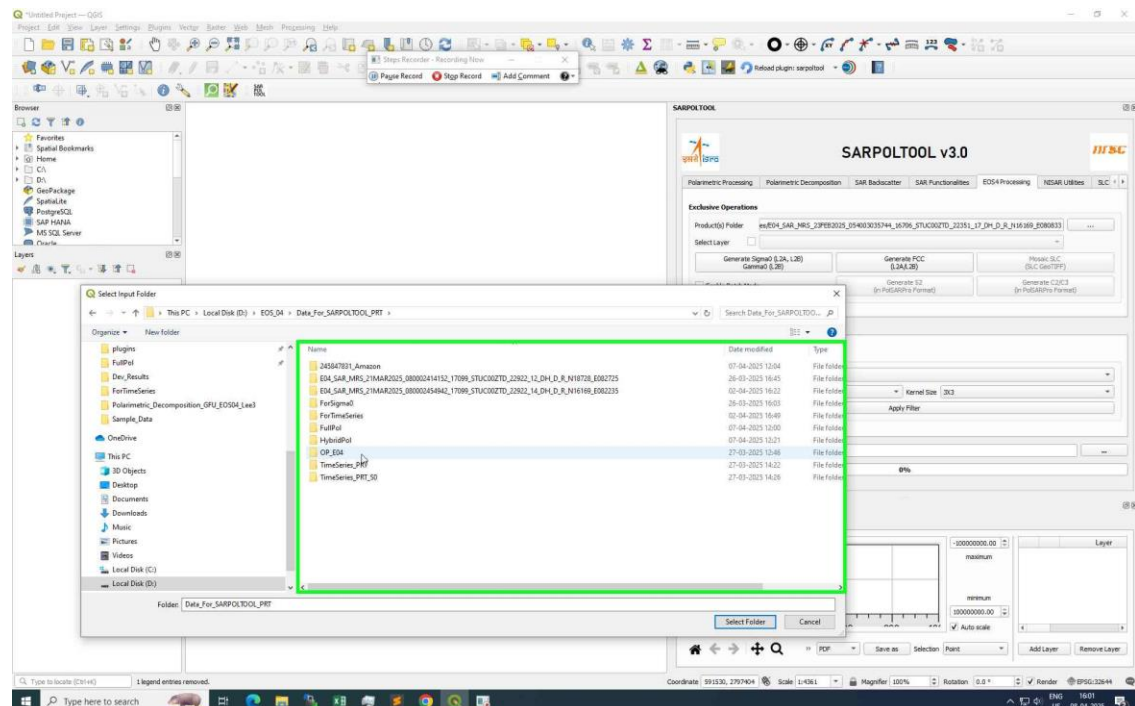 *Untitled Project — QGIS
Project Edit View Layer Settings Plugins Vector Raster Web Mesh Processing Help
Steps Recorder - Recording Now
Pause Record Stop Record Add Comment
Reload plugin: sarpoltool
Browser
Favorites
Spatial Bookmarks
Home
C:\
D:\
GeoPackage
SpatiaLite
PostgreSQL
SAP HANA
MS SQL Server
Oracle
Layers
SARPOLTOOL
SARPOLTOOL v3.0
इसरो isro
nrsc
Polarimetric Processing Polarimetric Decomposition SAR Backscatter SAR Functionalities EOS4 Processing NISAR Utilities SLC
Exclusive Operations
Product(s) Folder es/E04_SAR_MRS_23FEB2025_054003035744_16706_STUC00ZTD_22351_17_DH_D_R_N16169_E080833 ...
Select Layer
Generate Sigma0 (L2A, L2B)
Gamma0 (L2B)
Generate FCC
(L2A/L2B)
Mosaic SLC
(SLC GeoTIFF)
Generate S2
(in PolSARPro Format)
Generate C2/C3
(in PolSARPro Format)
Kernel Size 3X3
Apply Filter
...
0%
Select Input Folder
This PC › Local Disk (D:) › EOS_04 › Data_For_SARPOLTOOL_PRT ›
Search Data_For_SARPOLTOO...
Organize New folder
plugins
FullPol
Dev_Results
ForTimeSeries
Polarimetric_Decomposition_GFU_EOS04_Lee3
Sample_Data
OneDrive
This PC
3D Objects
Desktop
Documents
Downloads
Music
Pictures
Videos
Local Disk (C:)
Local Disk (D:)
Name Date modified Type
245847831_Amazon 07-04-2025 12:04 File folder
E04_SAR_MRS_21MAR2025_080002414152_17099_STUC00ZTD_22922_12_DH_D_R_N18728_E082725 26-03-2025 16:45 File folder
E04_SAR_MRS_21MAR2025_080002454942_17099_STUC00ZTD_22922_14_DH_D_R_N16169_E082235 02-04-2025 16:22 File folder
ForSigma0 26-03-2025 16:03 File folder
ForTimeSeries 02-04-2025 16:49 File folder
FullPol 07-04-2025 12:00 File folder
HybridPol 07-04-2025 12:21 File folder
OP_E04 27-03-2025 12:46 File folder
TimeSeries_PRT 27-03-2025 14:22 File folder
TimeSeries_PRT_S0 27-03-2025 14:26 File folder
Folder: Data_For_SARPOLTOOL_PRT
Select Folder Cancel
-100000000.00
maximum
minimum
100000000.00
Auto scale
Layer
PDF Save as Selection Point Add Layer Remove Layer
Type to locate (Ctrl+K) 1 legend entries removed.
Coordinate 591530, 2797404 Scale 1:4361 Magnifier 100% Rotation 0.0 ° Render EPSG:32644
Type here to search
ENG 16:01